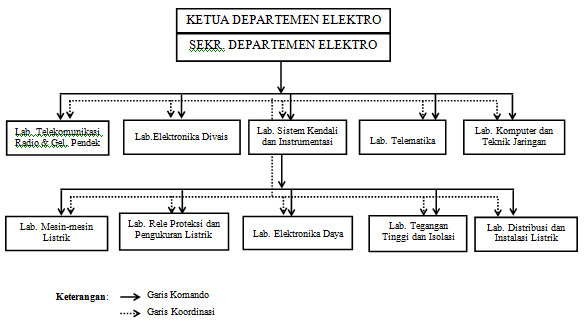 KETUA DEPARTEMEN ELEKTRO
SEKR. DEPARTEMEN ELEKTRO
Lab. Telekomunikasi
Radio & Gel. Pendek
Lab.Elektronika Divais
Lab. Sistem Kendali
dan Instrumentasi
Lab. Telematika
Lab. Komputer dan
Teknik Jaringan
Lab. Mesin-mesin
Listrik
Lab. Rele Proteksi dan
Pengukuran Listrik
Lab. Elektronika Daya
Lab. Tegangan
Tinggi dan Isolasi
Lab. Distribusi dan
Instalasi Listrik
Keterangan:
Garis Komando
Garis Koordinasi